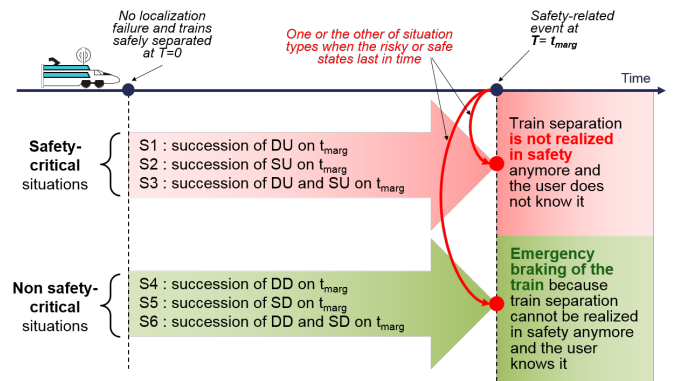 No localization
failure and trains
safely separated
at T=0
One or the other of situation
types when the risky or safe
states last in time
Safety-related
event at
T= tmarg
Time
Safety-
critical
situations
S1 : succession of DU on tmarg
S2 : succession of SU on tmarg
S3 : succession of DU and SU on tmarg
Train separation
is not realized
in safety
anymore and
the user does
not know it
Non safety-
critical
situations
S4 : succession of DD on tmarg
S5 : succession of SD on tmarg
S6 : succession of DD and SD on tmarg
Emergency
braking of the
train because
train separation
cannot be realized
in safety anymore
and the user
knows it